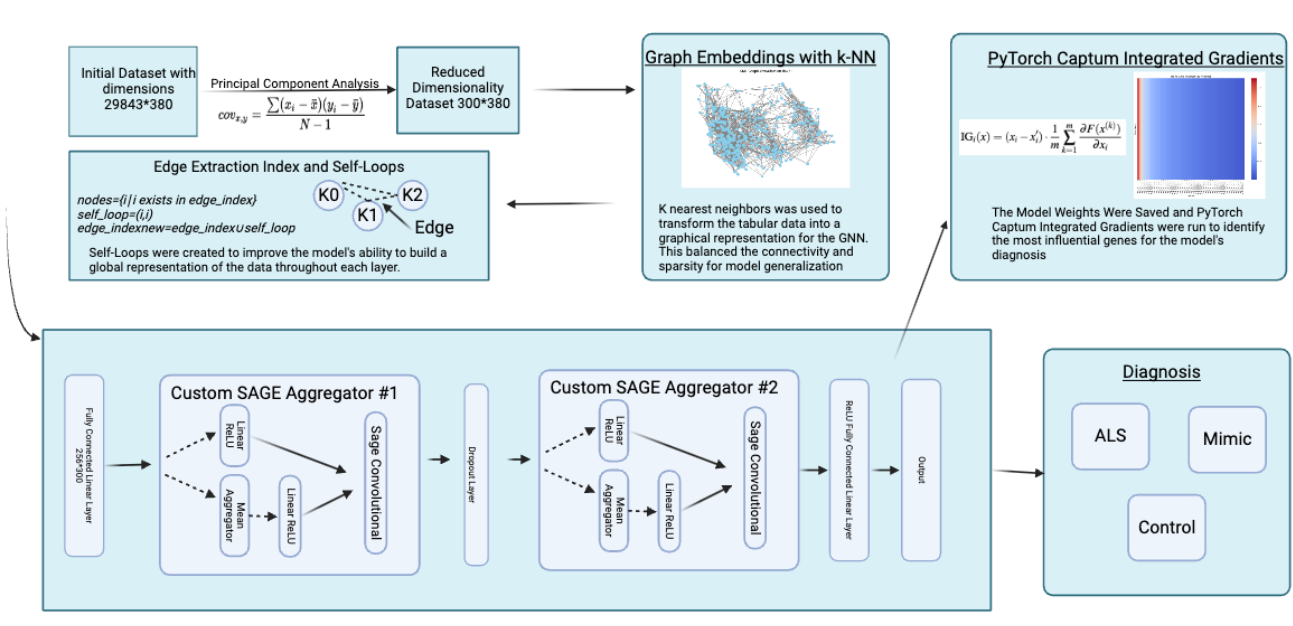 Initial Dataset with
dimensions
29843*380
Principal Component Analysis
cov_{x,y} = \frac{\sum(x_i - \bar{x})(y_i - \bar{y})}{N - 1}
Reduced
Dimensionality
Dataset 300*380
Graph Embeddings with k-NN
K nearest neighbors was used to
transform the tabular data into a
graphical representation for the GNN.
This balanced the connectivity and
sparsity for model generalization
PyTorch Captum Integrated Gradients
IG_i(x) = (x_i - x_i') · \frac{1}{m} \sum_{k=1}^{m} \frac{∂F(x^{(k)})}{∂x_i}
The Model Weights Were Saved and PyTorch
Captum Integrated Gradients were run to identify
the most influential genes for the model's
diagnosis
Edge Extraction Index and Self-Loops
nodes={i|i exists in edge_index}
self_loop=(i,i)
edge_indexnew=edge_index∪self_loop
K0
K1
K2
Edge
Self-Loops were created to improve the model's ability to build a
global representation of the data throughout each layer.
Fully Connected Linear Layer
256*300
Custom SAGE Aggregator #1
Linear
ReLU
Mean
Aggregator
Linear ReLU
Sage Convolutional
Dropout Layer
Custom SAGE Aggregator #2
Linear
ReLU
Mean
Aggregator
Linear ReLU
Sage Convolutional
ReLU Fully Connected Linear Layer
Output
Diagnosis
ALS
Mimic
Control